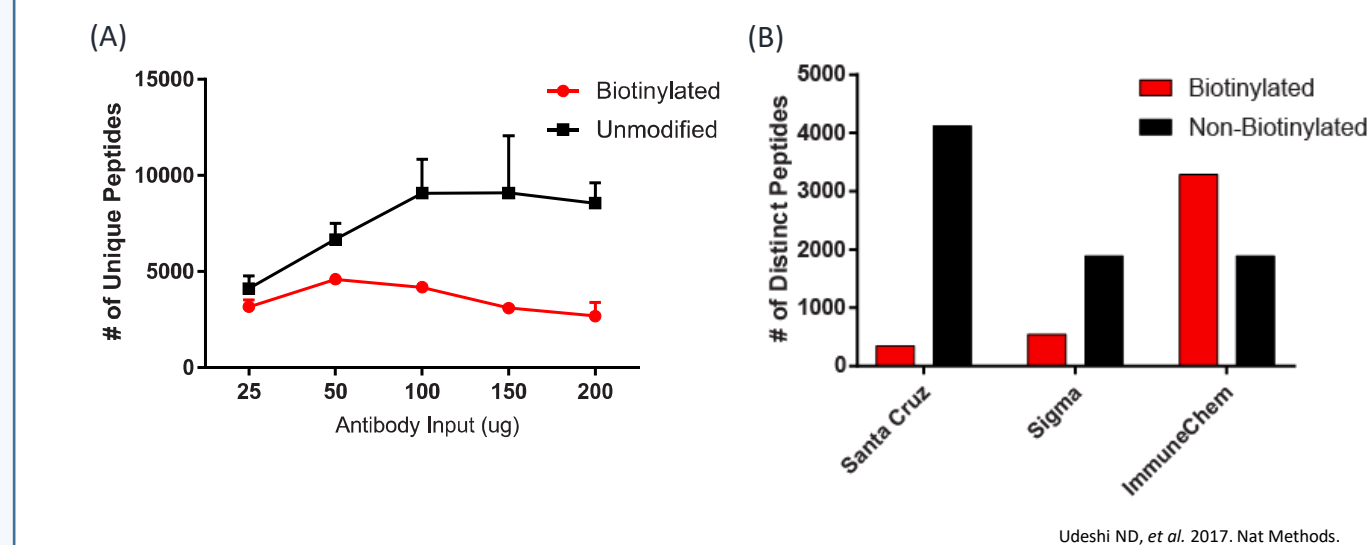 (A)
# of Unique Peptides
15000
10000
5000
0
25 50 100 150 200
Antibody Input (ug)
Biotinylated
Unmodified
(B)
# of Distinct Peptides
5000
4000
3000
2000
1000
0
Santa Cruz
Sigma
ImmuneChem
Biotinylated
Non-Biotinylated
Udeshi ND, et al. 2017. Nat Methods.